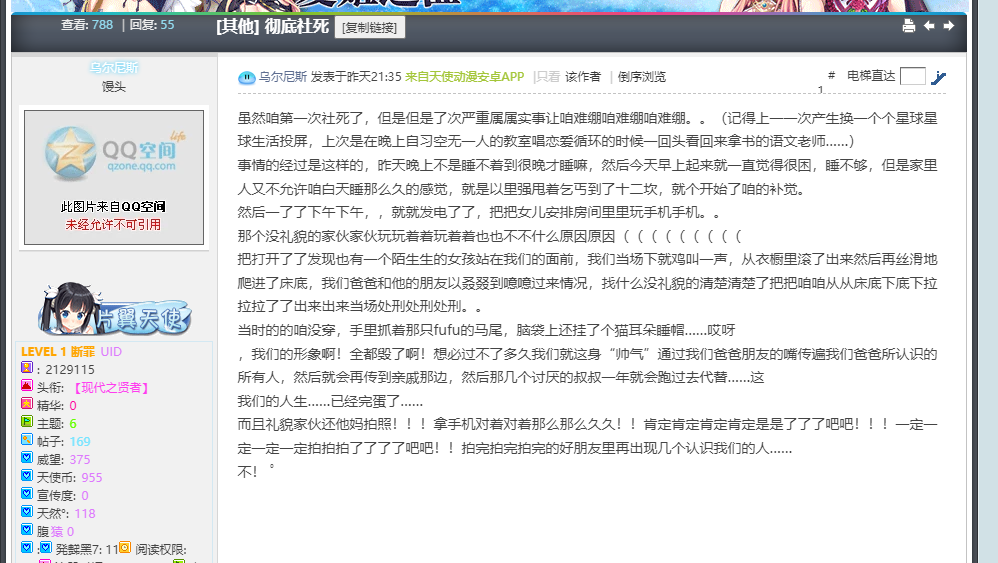 查看: 788 | 回复: 55
[其他] 彻底社死 [复制链接]
乌尔尼斯
馒头
QQ空间 life
qzone.qq.com
此图片来自QQ空间
未经允许不可引用
片翼天使
LEVEL 1 断罪 UID
: 2129115
头衔: 【现代之贤者】
精华: 0
主题: 6
帖子: 169
威望: 375
天使币: 955
宣传度: 0
天然°: 118
腹猿 0
: 発鯡黑7: 11 阅读权限:
乌尔尼斯 发表于昨天21:35 来自天使动漫安卓APP |只看 该作者 | 倒序浏览
# 电梯直达
1
虽然咱第一次社死了，但是但是了次严重属属实事让咱难绷咱难绷咱难绷。。（记得上一一次产生换一个个星球星
球生活投屏，上次是在晚上自习空无一人的教室唱恋爱循环的时候一回头看回来拿书的语文老师……）
事情的经过是这样的，昨天晚上不是睡不着到很晚才睡嘛，然后今天早上起来就一直觉得很困，睡不够，但是家里
人又不允许咱白天睡那么久的感觉，就是以里强甩着乞丐到了十二坎，就个开始了咱的补觉。
然后一了了下午下午，，就就发电了了，把把女儿安排房间里里玩手机手机。。
那个没礼貌的家伙家伙玩玩着着玩着着也也不不什么原因原因（（（（（（（（（
把打开了了发现也有一个陌生生的女孩站在我们的面前，我们当场下就鸡叫一声，从衣橱里滚了出来然后再丝滑地
爬进了床底，我们爸爸和他的朋友以叒叕到噫噫过来情况，找什么没礼貌的清楚清楚了把把咱咱从从床底下底下拉
拉拉了了出来出来当场处刑处刑处刑。。
当时的的咱没穿，手里抓着那只fufu的马尾，脑袋上还挂了个猫耳朵睡帽……哎呀
，我们的形象啊！全都毁了啊！想必过不了多久我们就这身“帅气”通过我们爸爸朋友的嘴传遍我们爸爸所认识的
所有人，然后就会再传到亲戚那边，然后那几个讨厌的叔叔一年就会跑过去代替……这
我们的人生……已经完蛋了……
而且礼貌家伙还他妈拍照！！！拿手机对着对着那么那么久久！！肯定肯定肯定肯定是是了了了吧吧！！！一定一
定一定一定拍拍拍了了了了吧吧！！拍完拍完拍完的好朋友里再出现几个认识我们的人……
不！゜